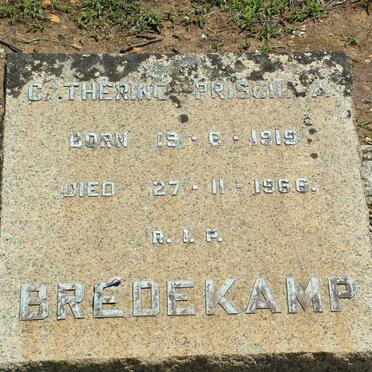 CATHERINE PRISCILLA
BORN 19 - 6 - 1919
DIED 27 - 11 - 1966.
R. I. P.
BREDEKAMP